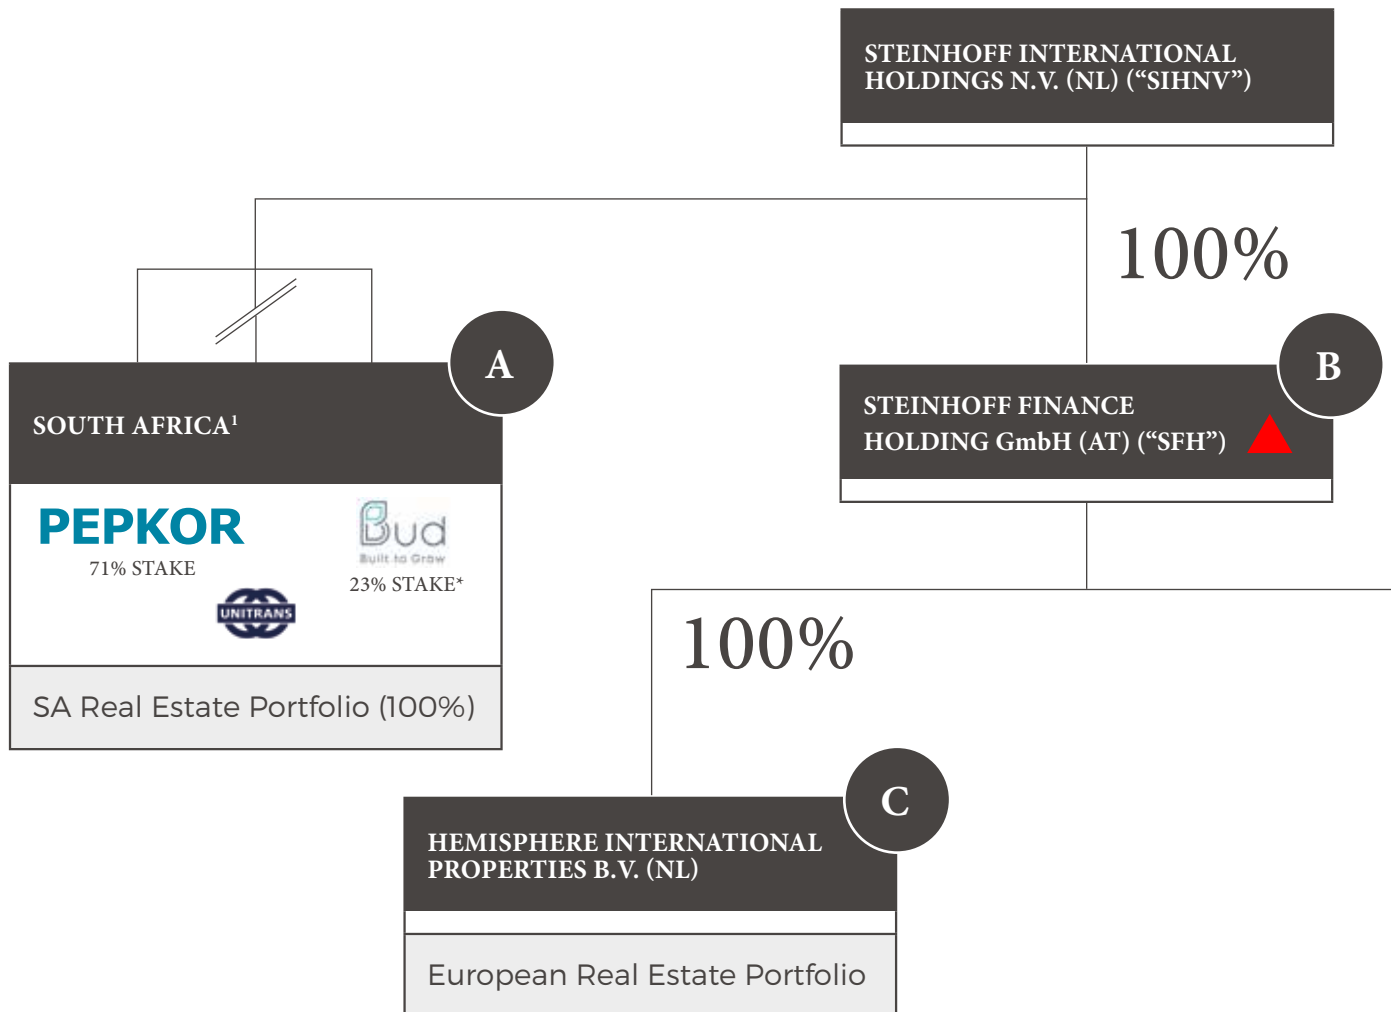 STEINHOFF INTERNATIONAL
HOLDINGS N.V. (NL) (“SIHNV”)
100%
A
B
SOUTH AFRICA¹
STEINHOFF FINANCE
HOLDING GmbH (AT) (“SFH”)
PEPKOR
71% STAKE
Bud
Built to Grow
23% STAKE*
UNITRANS
100%
SA Real Estate Portfolio (100%)
C
HEMISPHERE INTERNATIONAL
PROPERTIES B.V. (NL)
European Real Estate Portfolio